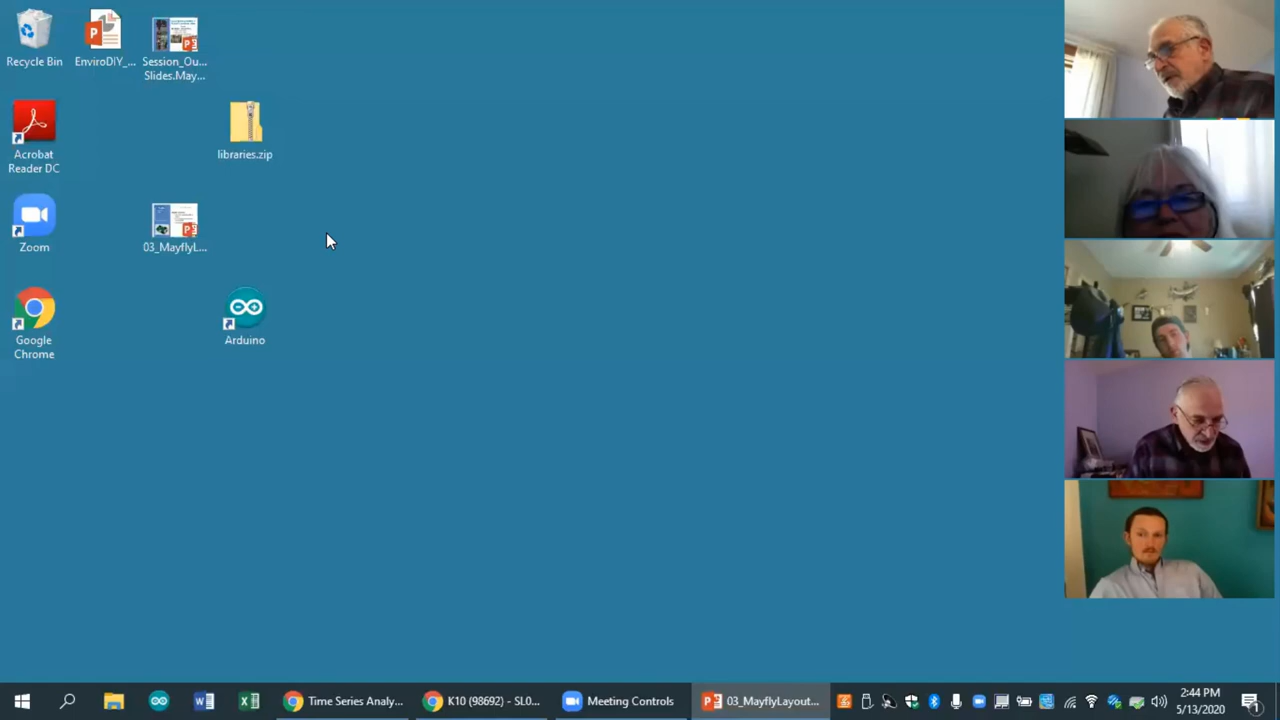 Recycle Bin
EnviroDIY_...
Session_Ou...
Slides.May...
Acrobat
Reader DC
libraries.zip
Zoom
03_MayflyL...
Google
Chrome
Arduino
Time Series Analy...
K10 (98692) - SL0...
Meeting Controls
03_MayflyLayout...
2:44 PM
5/13/2020
1